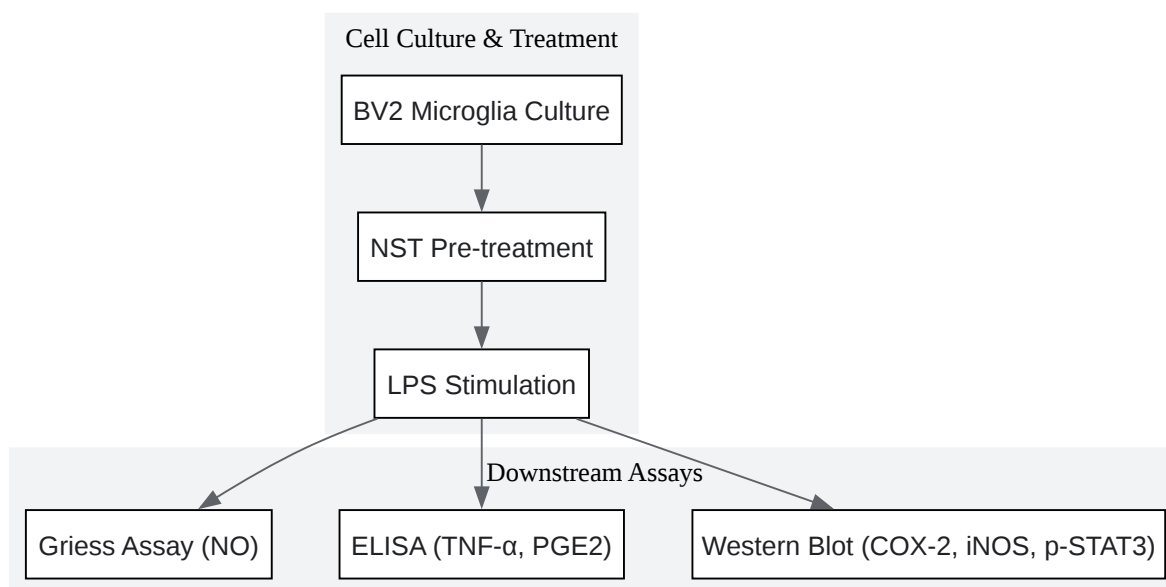 Cell Culture & Treatment
BV2 Microglia Culture
NST Pre-treatment
LPS Stimulation
Downstream Assays
Griess Assay (NO)
ELISA (TNF-α, PGE2)
Western Blot (COX-2, iNOS, p-STAT3)